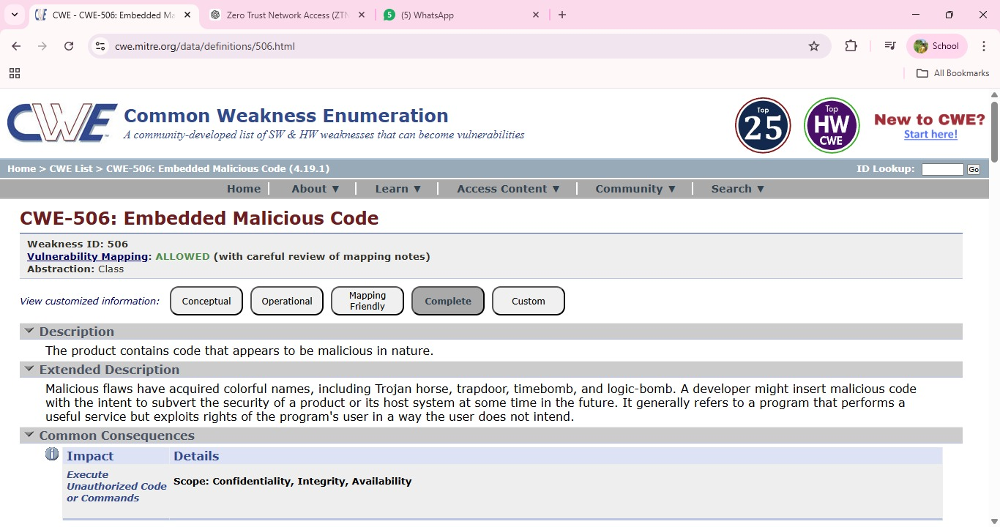 CWE - CWE-506: Embedded Ma
Zero Trust Network Access (ZTN
5
(5) WhatsApp
cwe.mitre.org/data/definitions/506.html
School
All Bookmarks
CWE
Common Weakness Enumeration
A community-developed list of SW & HW weaknesses that can become vulnerabilities
Top
25
Top
HW
CWE
New to CWE?
Start here!
Home > CWE List > CWE-506: Embedded Malicious Code (4.19.1)
ID Lookup:
Go
Home
About ▼
Learn ▼
Access Content ▼
Community ▼
Search ▼
CWE-506: Embedded Malicious Code
Weakness ID: 506
Vulnerability Mapping: ALLOWED (with careful review of mapping notes)
Abstraction: Class
View customized information:
Conceptual
Operational
Mapping
Friendly
Complete
Custom
Description
The product contains code that appears to be malicious in nature.
Extended Description
Malicious flaws have acquired colorful names, including Trojan horse, trapdoor, timebomb, and logic-bomb. A developer might insert malicious code
with the intent to subvert the security of a product or its host system at some time in the future. It generally refers to a program that performs a
useful service but exploits rights of the program's user in a way the user does not intend.
Common Consequences
Impact
Details
Execute
Unauthorized Code
or Commands
Scope: Confidentiality, Integrity, Availability